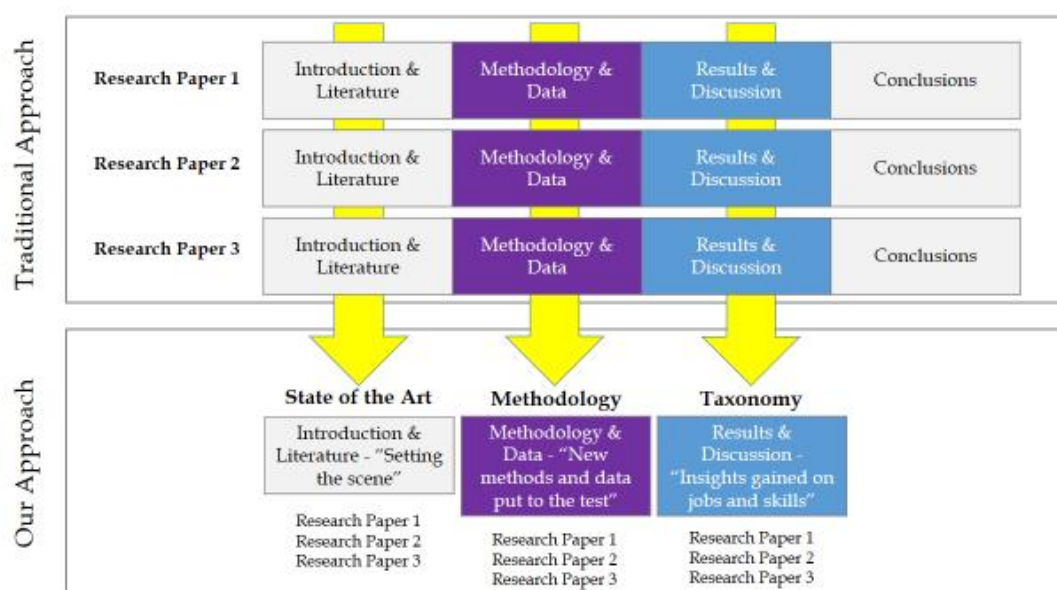 Traditional Approach
Research Paper 1
Introduction &
Literature
Methodology &
Data
Results &
Discussion
Conclusions
Research Paper 2
Introduction &
Literature
Methodology &
Data
Results &
Discussion
Conclusions
Research Paper 3
Introduction &
Literature
Methodology &
Data
Results &
Discussion
Conclusions
Our Approach
State of the Art
Introduction &
Literature - "Setting
the scene"
Research Paper 1
Research Paper 2
Research Paper 3
Methodology
Methodology &
Data - "New
methods and data
put to the test"
Research Paper 1
Research Paper 2
Research Paper 3
Taxonomy
Results &
Discussion -
"Insights gained on
jobs and skills"
Research Paper 1
Research Paper 2
Research Paper 3